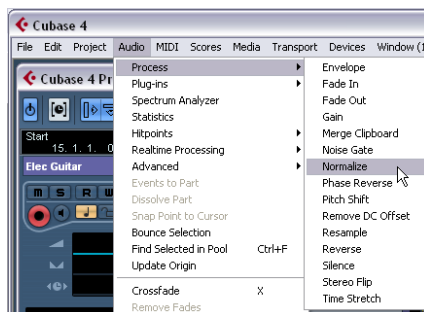 Cubase 4
File Edit Project Audio MIDI Scores Media Transport Devices Window (1
Cubase 4 Pr
Start
15. 1. 1. 0
Elec Guitar
M S R W
Process
Plug-ins
Spectrum Analyzer
Statistics
Hitpoints
Realtime Processing
Advanced
Events to Part
Dissolve Part
Snap Point to Cursor
Bounce Selection
Find Selected in Pool Ctrl+F
Update Origin
Crossfade X
Remove Fades
Envelope
Fade In
Fade Out
Gain
Merge Clipboard
Noise Gate
Normalize
Phase Reverse
Pitch Shift
Remove DC Offset
Resample
Reverse
Silence
Stereo Flip
Time Stretch